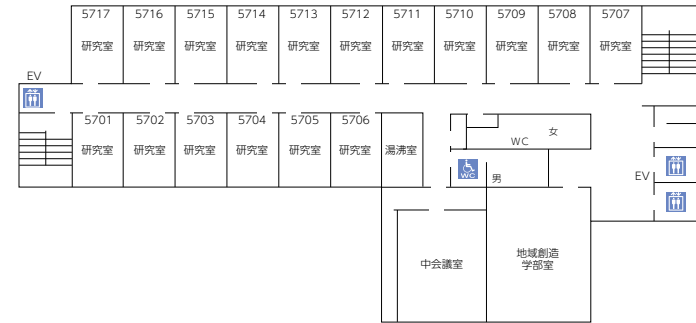 5717 5716 5715 5714 5713 5712 5711 5710 5709 5708 5707
研究室 研究室 研究室 研究室 研究室 研究室 研究室 研究室 研究室 研究室 研究室
EV
5701 5702 5703 5704 5705 5706
研究室 研究室 研究室 研究室 研究室 研究室 湯沸室
女
WC
WC
男
EV
中会議室
地域創造
学部室